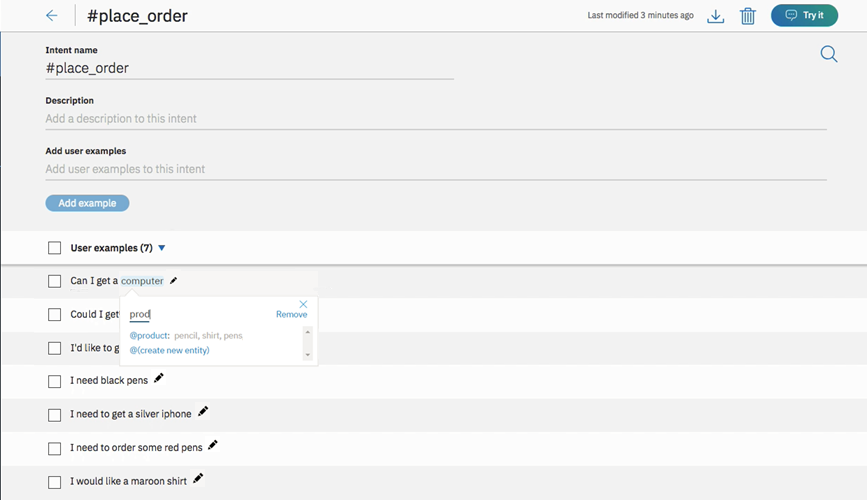 #place_order
Last modified 3 minutes ago
Try it
Intent name
#place_order
Description
Add a description to this intent
Add user examples
Add user examples to this intent
Add example
User examples (7)
Can I get a computer
Could I get
prod
Remove
@product: pencil, shirt, pens
@(create new entity)
I'd like to g
I need black pens
I need to get a silver iphone
I need to order some red pens
I would like a maroon shirt